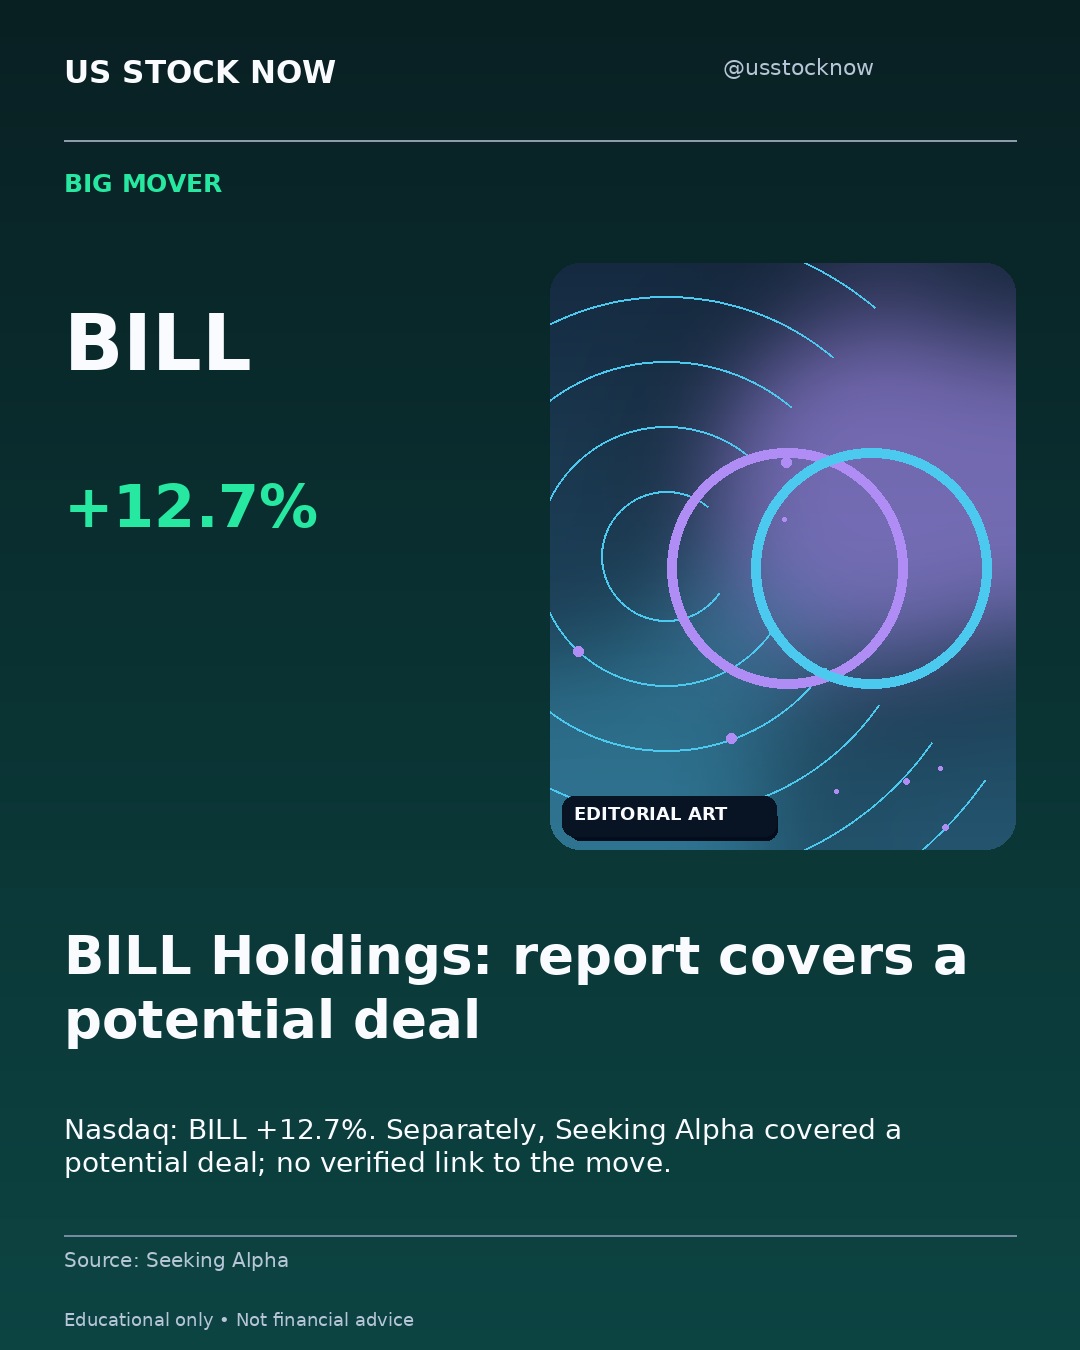 US STOCK NOW
@usstocknow
BIG MOVER
BILL
+12.7%
EDITORIAL ART
BILL Holdings: report covers a
potential deal
Nasdaq: BILL +12.7%. Separately, Seeking Alpha covered a
potential deal; no verified link to the move.
Source: Seeking Alpha
Educational only • Not financial advice